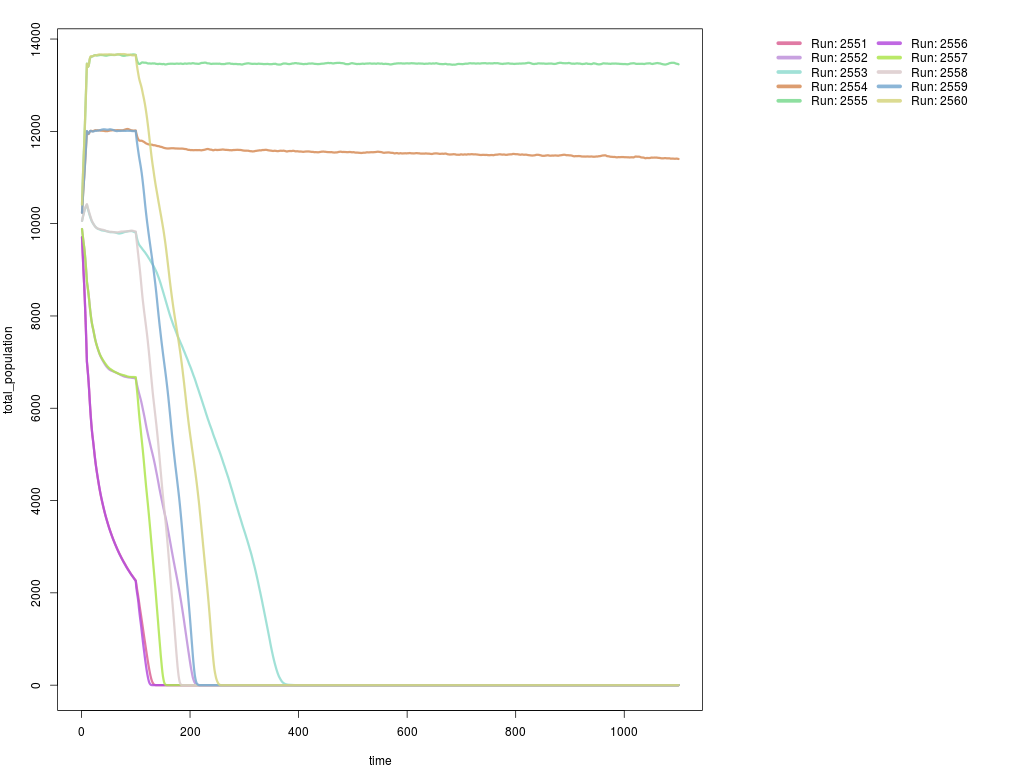 Run: 2551 Run: 2556
Run: 2552 Run: 2557
Run: 2553 Run: 2558
Run: 2554 Run: 2559
Run: 2555 Run: 2560
14000
12000
10000
8000
6000
4000
2000
0
total_population
0 200 400 600 800 1000
time